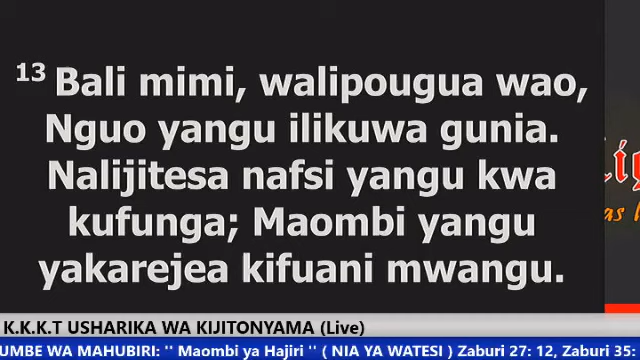 13 Bali mimi, walipougua wao,
Nguo yangu ilikuwa gunia.
Nalijitesa nafsi yangu kwa
kufunga; Maombi yangu
yakarejea kifuani mwangu.
K.K.K.T USHARIKA WA KIJITONYAMA (Live)
UMBE WA MAHUBIRI: '' Maombi ya Hajiri '' ( NIA YA WATESI ) Zaburi 27: 12, Zaburi 35: